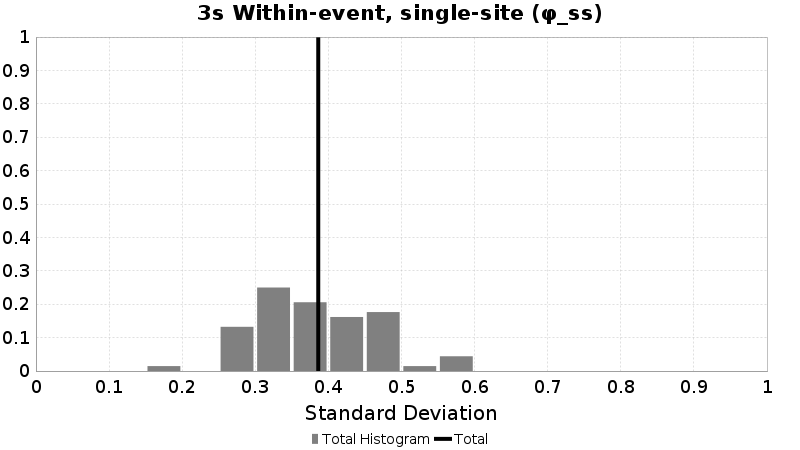 3s Within-event, single-site (φ_ss)
1
0.9
0.8
0.7
0.6
0.5
0.4
0.3
0.2
0.1
0
0 0.1 0.2 0.3 0.4 0.5 0.6 0.7 0.8 0.9 1
Standard Deviation
Total Histogram Total